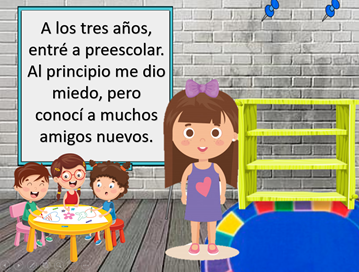 A los tres años,
entré a preescolar.
Al principio me dio
miedo, pero
conocí a muchos
amigos nuevos.